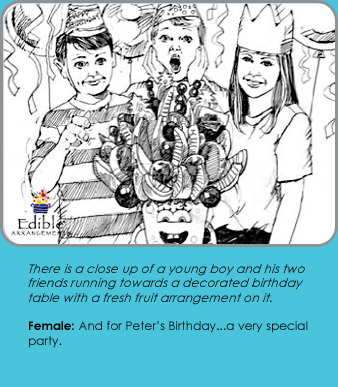 Edible
ARRANGEMENTS
There is a close up of a young boy and his two
friends running towards a decorated birthday
table with a fresh fruit arrangement on it.
Female: And for Peter's Birthday...a very special
party.